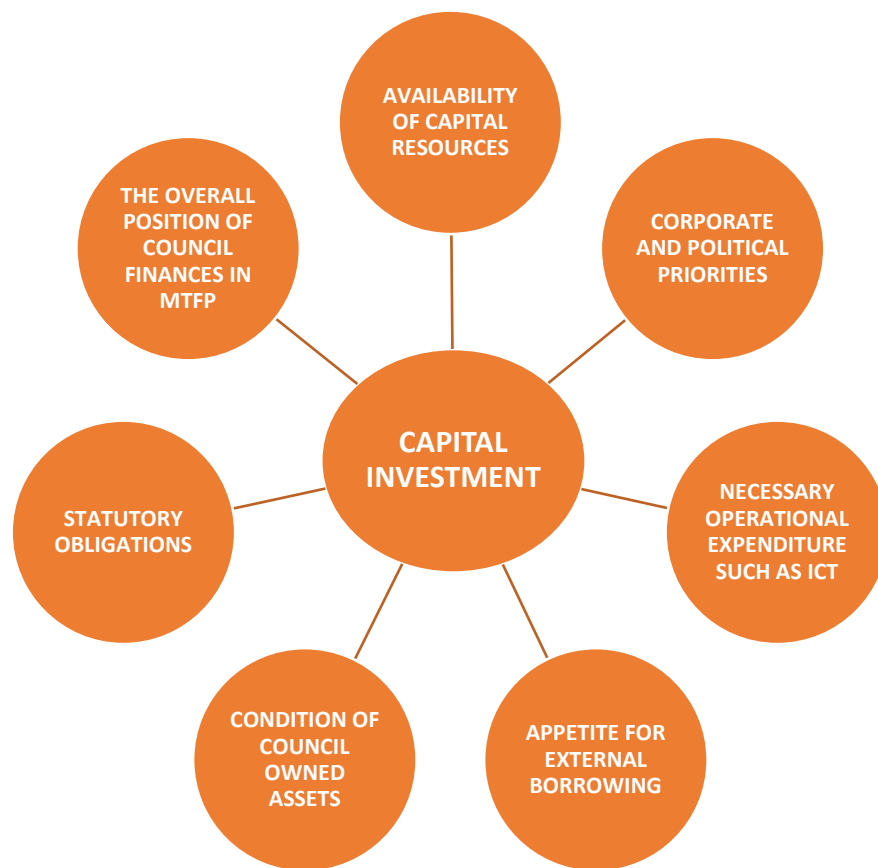 AVAILABILITY
OF CAPITAL
RESOURCES
THE OVERALL
POSITION OF
COUNCIL
FINANCES IN
MTFP
CORPORATE
AND POLITICAL
PRIORITIES
CAPITAL
INVESTMENT
STATUTORY
OBLIGATIONS
NECESSARY
OPERATIONAL
EXPENDITURE
SUCH AS ICT
CONDITION OF
COUNCIL
OWNED
ASSETS
APPETITE FOR
EXTERNAL
BORROWING